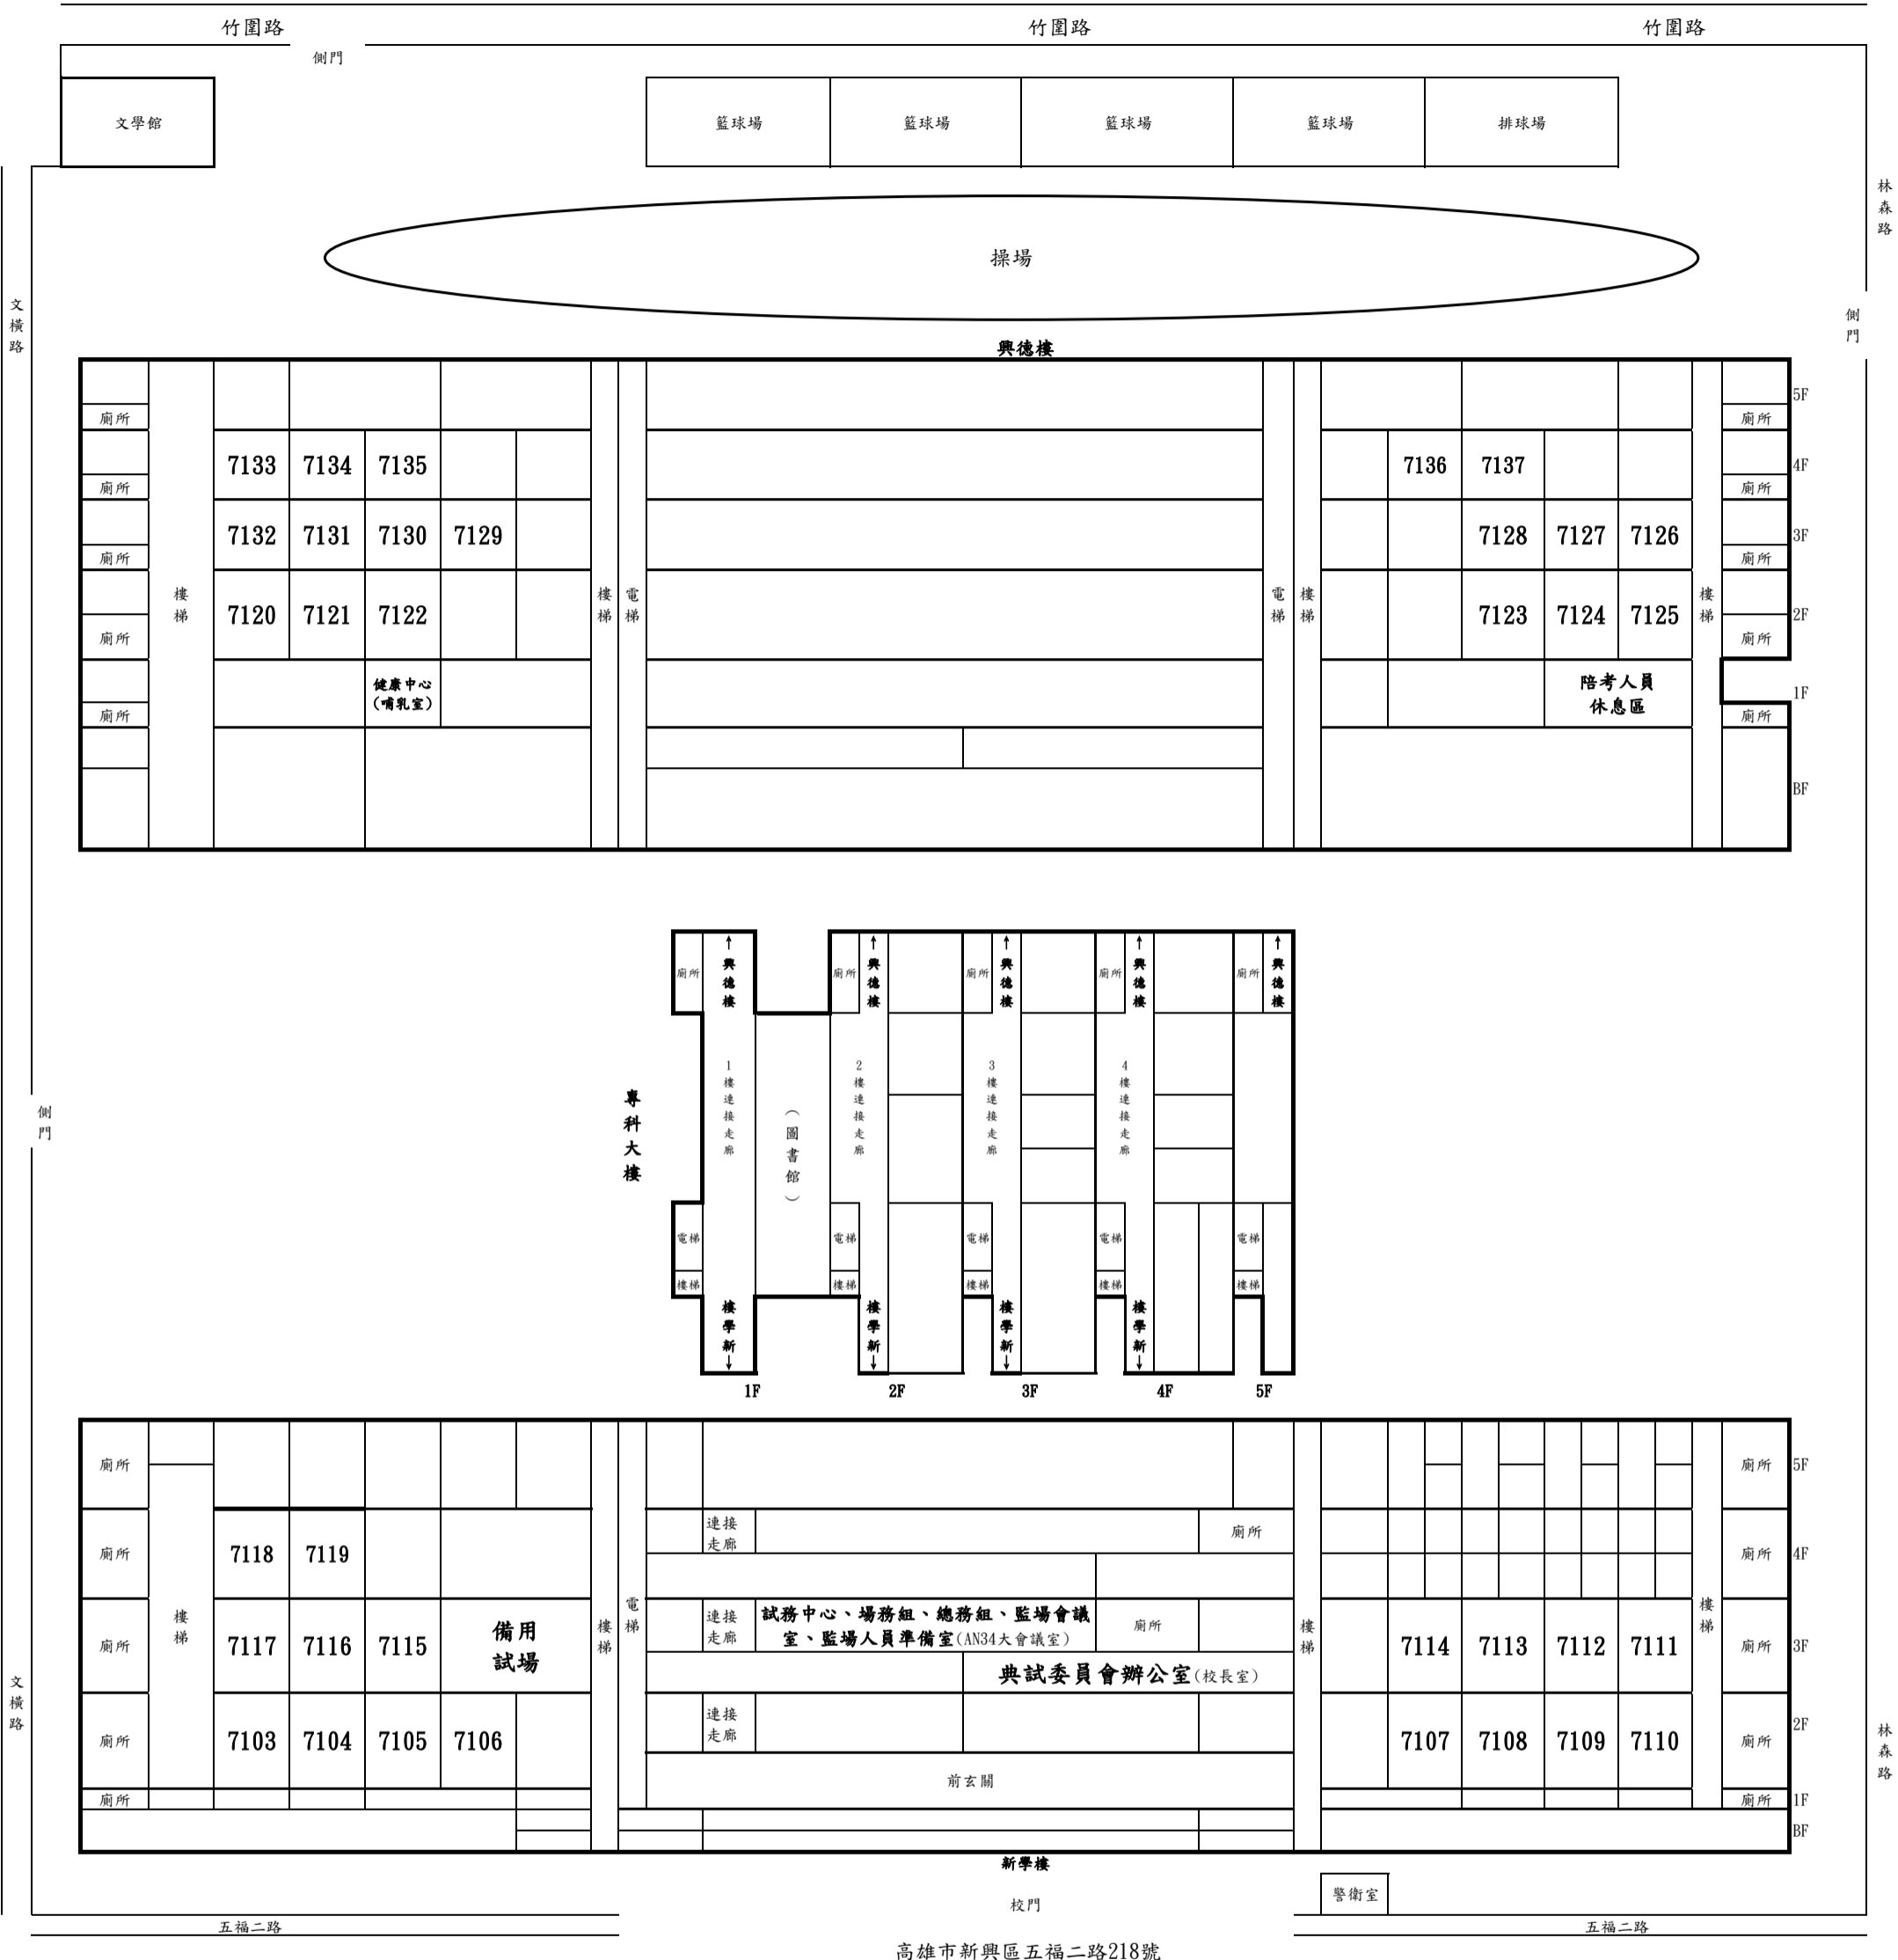 竹圍路 竹圍路 竹圍路
側門
文學館 籃球場 籃球場 籃球場 籃球場 排球場
林森路
操場
文橫路
側門
興德樓
5F
廁所 廁所
7133 7134 7135 7136 7137 4F
廁所 廁所
7132 7131 7130 7129 7128 7127 7126 3F
廁所 廁所
樓梯 7120 7121 7122 樓梯 電梯 電梯 樓梯 7123 7124 7125 樓梯 2F
廁所 廁所
健康中心 陪考人員 1F
(哺乳室) 休息區
廁所 廁所
BF
廁所 ↑興德樓 廁所 ↑興德樓 廁所 ↑興德樓 廁所 ↑興德樓 廁所 ↑興德樓
側門
專科大樓
1樓連接走廊 (圖書館) 2樓連接走廊 3樓連接走廊 4樓連接走廊
電梯 電梯 電梯 電梯 電梯
樓梯 樓梯 樓梯 樓梯 樓梯
樓學新↓ 樓學新↓ 樓學新↓ 樓學新↓
1F 2F 3F 4F 5F
廁所 廁所 5F
連接走廊 廁所
廁所 7118 7119 廁所 4F
樓梯 樓梯 電梯 樓梯 樓梯
連接走廊 試務中心、場務組、總務組、監場會議
室、監場人員準備室(AN34大會議室) 廁所
廁所 7117 7116 7115 備用
試場 7114 7113 7112 7111 廁所 3F
典試委員會辦公室(校長室)
文橫路
連接走廊
廁所 7103 7104 7105 7106 7107 7108 7109 7110 廁所 2F
林森路
前玄關
廁所 廁所 1F
BF
新學樓
警衛室
校門
五福二路 五福二路
高雄市新興區五福二路218號